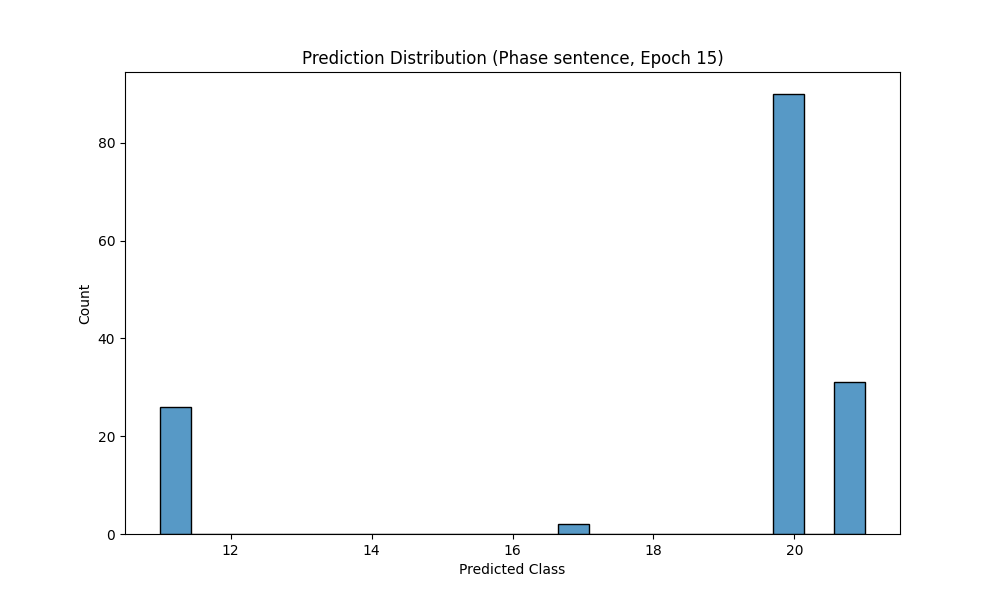 Prediction Distribution (Phase sentence, Epoch 15)
80
60
40
20
0
Count
12 14 16 18 20
Predicted Class